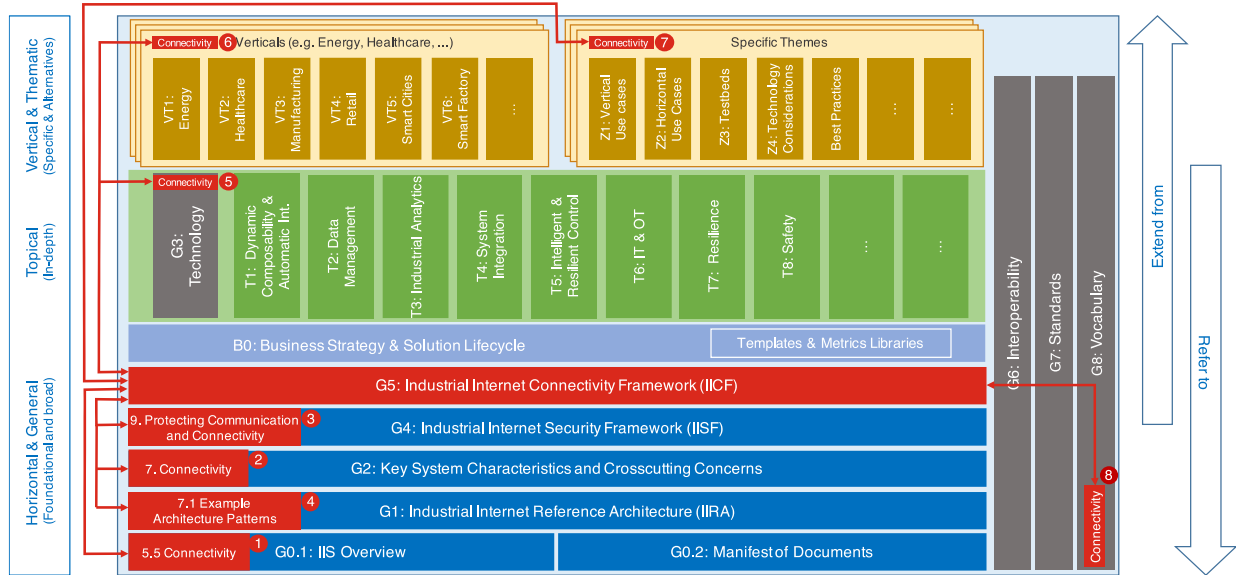 Vertical & Thematic
(Specific & Alternatives)
Connectivity
6
Verticals (e.g. Energy, Healthcare, ...)
VT1:
Energy
VT2:
Healthcare
VT3:
Manufacturing
VT4:
Retail
VT5:
Smart Cities
VT6:
Smart Factory
...
Connectivity
7
Specific Themes
Z1: Vertical
Use cases
Z2: Horizontal
Use Cases
Z3: Testbeds
Z4: Technology
Considerations
Best Practices
...
...
Topical
(In-depth)
Connectivity
5
G3:
Technology
T1: Dynamic
Composability &
Automatic Int.
T2: Data
Management
T3: Industrial Analytics
T4: System
Integration
T5: Intelligent &
Resilient Control
T6: IT & OT
T7: Resilience
T8: Safety
...
...
B0: Business Strategy & Solution Lifecycle
Templates & Metrics Libraries
Horizontal & General
(Foundational and broad)
G5: Industrial Internet Connectivity Framework (IICF)
9. Protecting Communication
and Connectivity
3
G4: Industrial Internet Security Framework (IISF)
7. Connectivity
2
G2: Key System Characteristics and Crosscutting Concerns
7.1 Example
Architecture Patterns
4
G1: Industrial Internet Reference Architecture (IIRA)
5.5 Connectivity
1
G0.1: IIS Overview
G0.2: Manifest of Documents
G6: Interoperability
G7: Standards
G8: Vocabulary
8
Connectivity
Extend from
Refer to